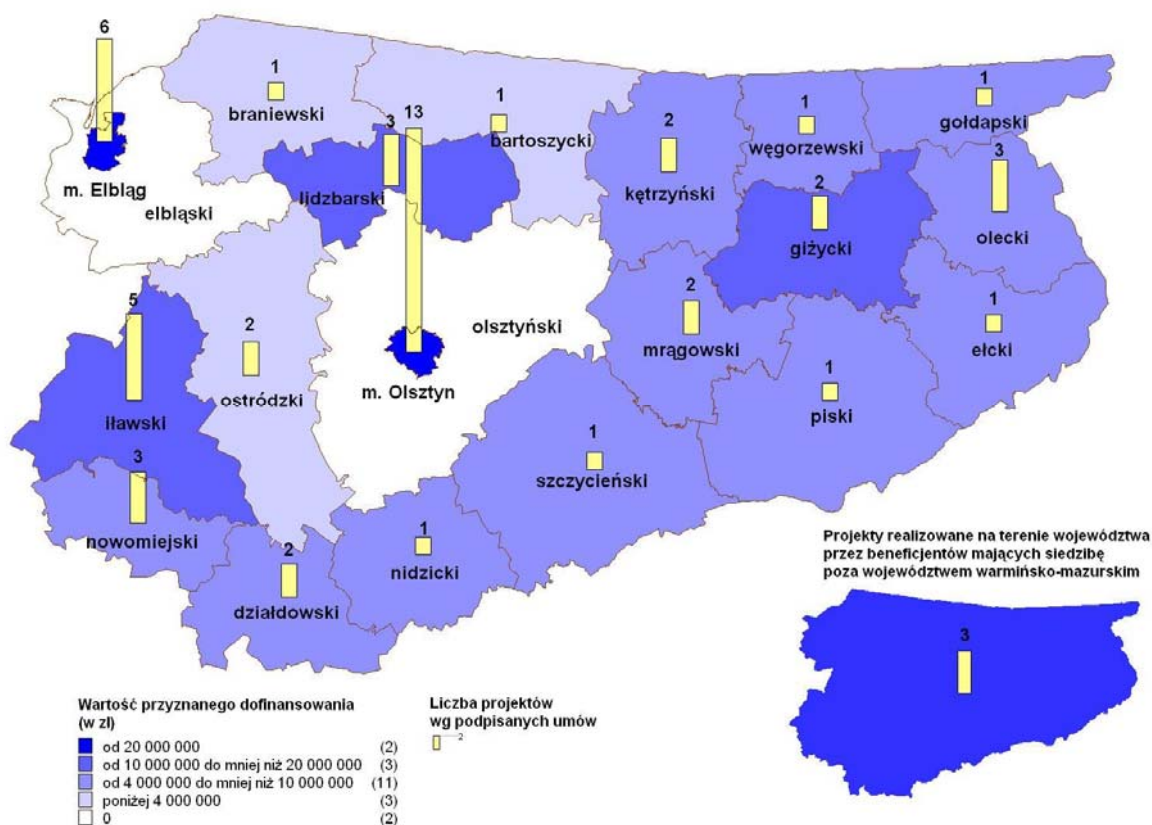 6
1
braniewski
1
bartoszycki
3
13
lidzbarski
2
kętrzyński
1
węgorzewski
1
gołdapski
m. Elbląg
elbląski
2
giżycki
3
olecki
5
iławski
2
ostródzki
olsztyński
m. Olsztyn
2
mrągowski
1
ełcki
1
piski
3
nowomiejski
1
szczycieński
2
działdowski
1
nidzicki
Projekty realizowane na terenie województwa
przez beneficjentów mających siedzibę
poza województwem warmińsko-mazurskim
3
Wartość przyznanego dofinansowania
(w zł)
od 20 000 000 (2)
od 10 000 000 do mniej niż 20 000 000 (3)
od 4 000 000 do mniej niż 10 000 000 (11)
poniżej 4 000 000 (3)
0 (2)
Liczba projektów
wg podpisanych umów
2